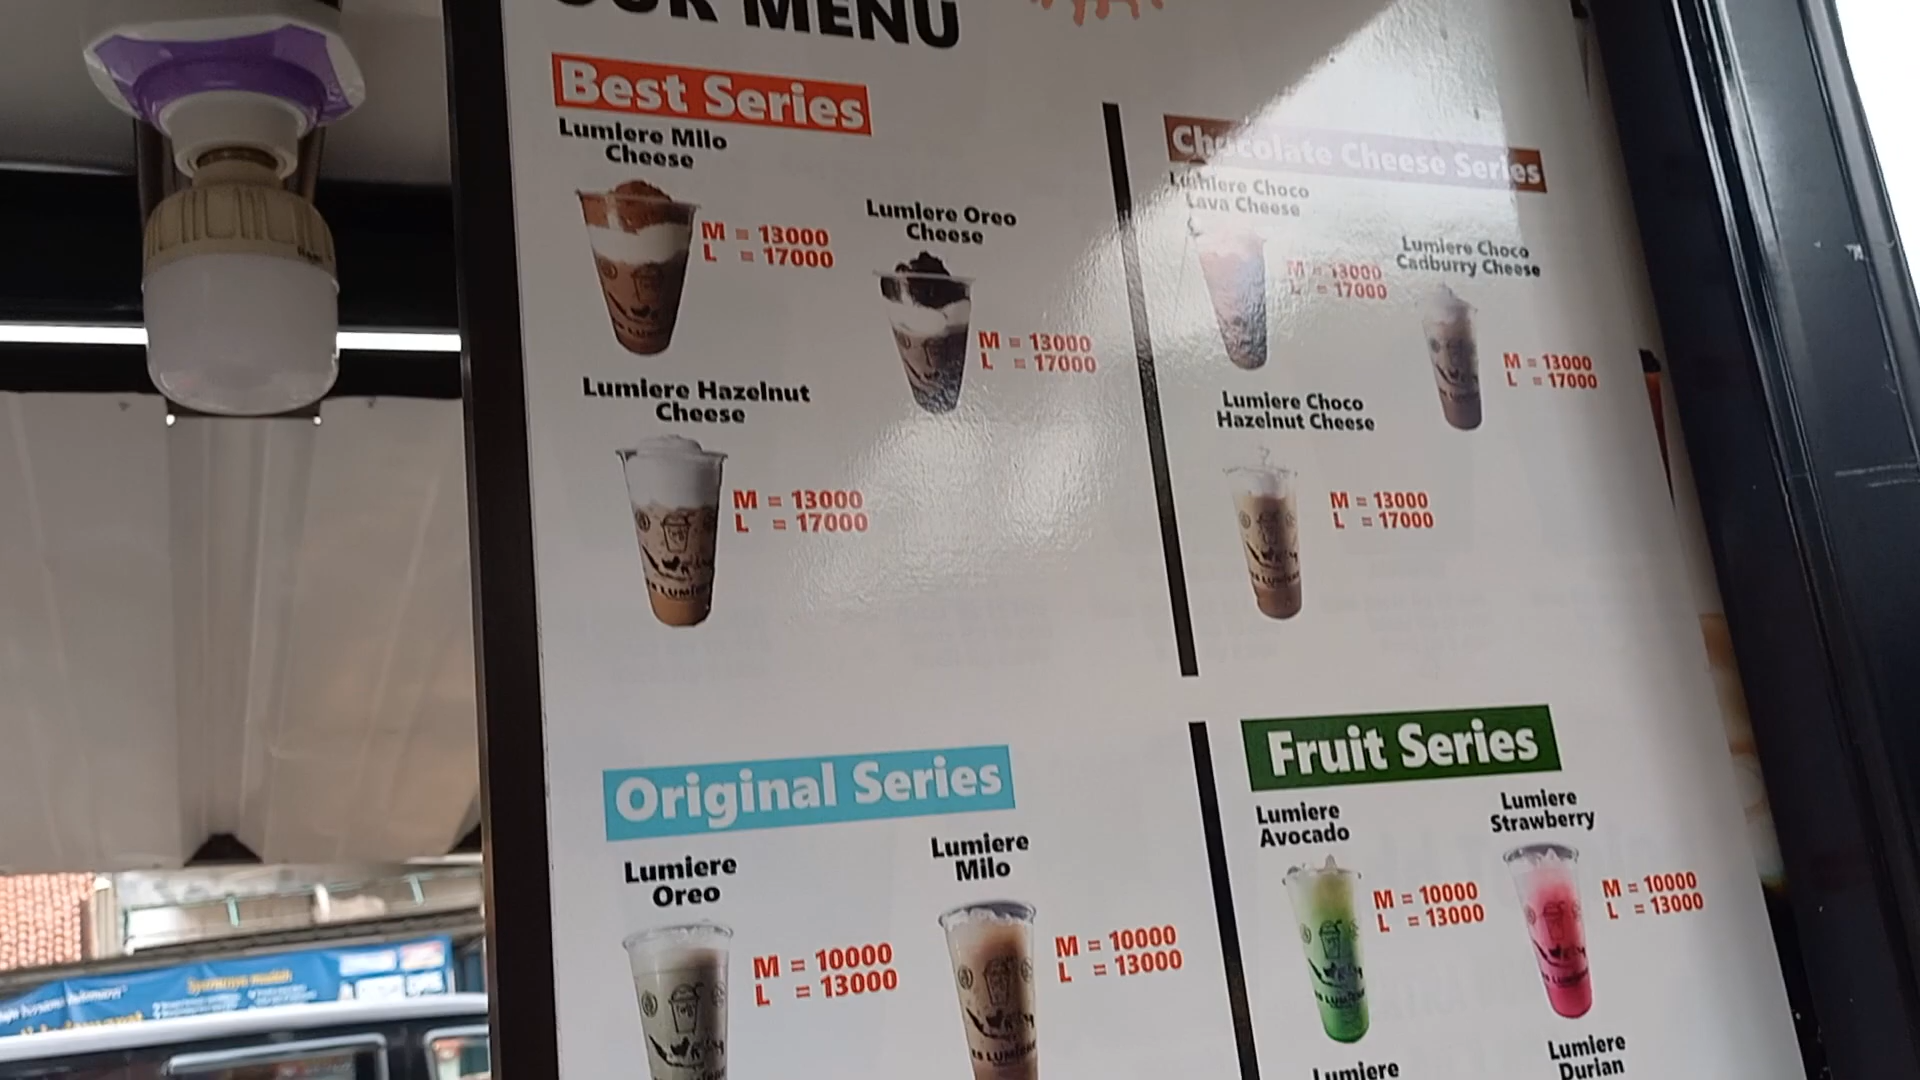 OUR MENU
Best Series
Lumiere Milo
Cheese
M = 13000
L = 17000
Lumiere Oreo
Cheese
M = 13000
L = 17000
Lumiere Hazelnut
Cheese
M = 13000
L = 17000
Chocolate Cheese Series
Lumiere Choco
Lava Cheese
M = 13000
L = 17000
Lumiere Choco
Cadburry Cheese
M = 13000
L = 17000
Lumiere Choco
Hazelnut Cheese
M = 13000
L = 17000
Original Series
Lumiere
Oreo
M = 10000
L = 13000
Lumiere
Milo
M = 10000
L = 13000
Fruit Series
Lumiere
Avocado
M = 10000
L = 13000
Lumiere
Strawberry
M = 10000
L = 13000
Lumiere
Lumiere
Durian